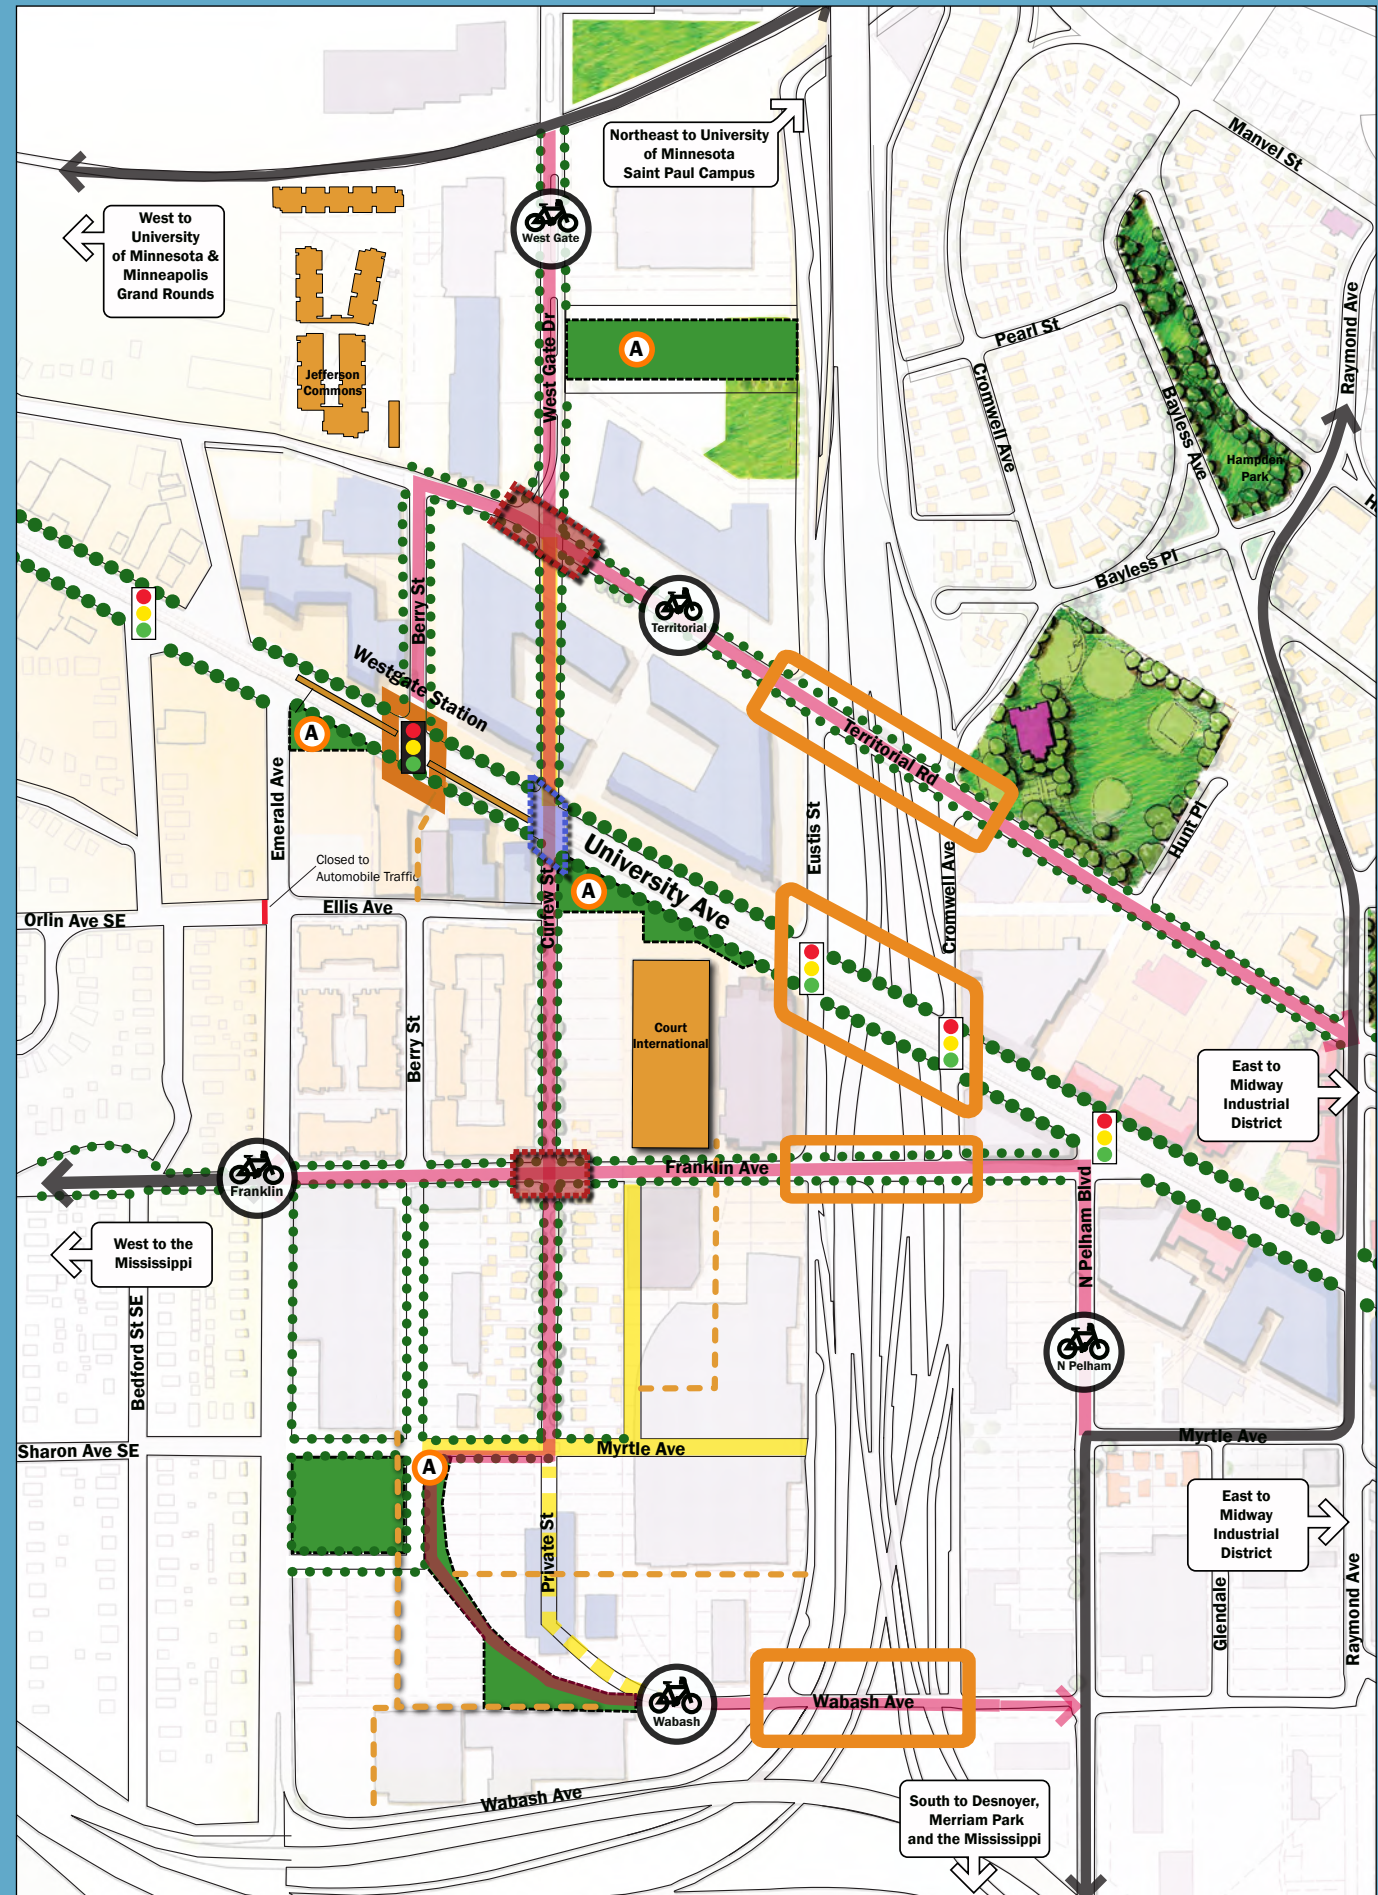 Northeast to University
of Minnesota
Saint Paul Campus
Manvel St
West to
University
of Minnesota &
Minneapolis
Grand Rounds
West Gate
West Gate Dr
A
Pearl St
Raymond Ave
Jefferson
Commons
Cromwell Ave
Bayless Ave
Hampden
Park
Bayless Pl
Berry St
Territorial
Westgate Station
A
Territorial Rd
Emerald Ave
Eustis St
Hunt Pl
Closed to
Automobile Traffic
University Ave
A
Curfew St
Cromwell Ave
Ellis Ave
Orlin Ave SE
Court
International
Berry St
East to
Midway
Industrial
District
Franklin Ave
Franklin
N Pelham Blvd
West to the
Mississippi
Bedford St SE
N Pelham
Sharon Ave SE
Myrtle Ave
Myrtle Ave
A
East to
Midway
Industrial
District
Private St
Glendale
Raymond Ave
Wabash
Wabash Ave
Wabash Ave
South to Desnoyer,
Merriam Park
and the Mississippi